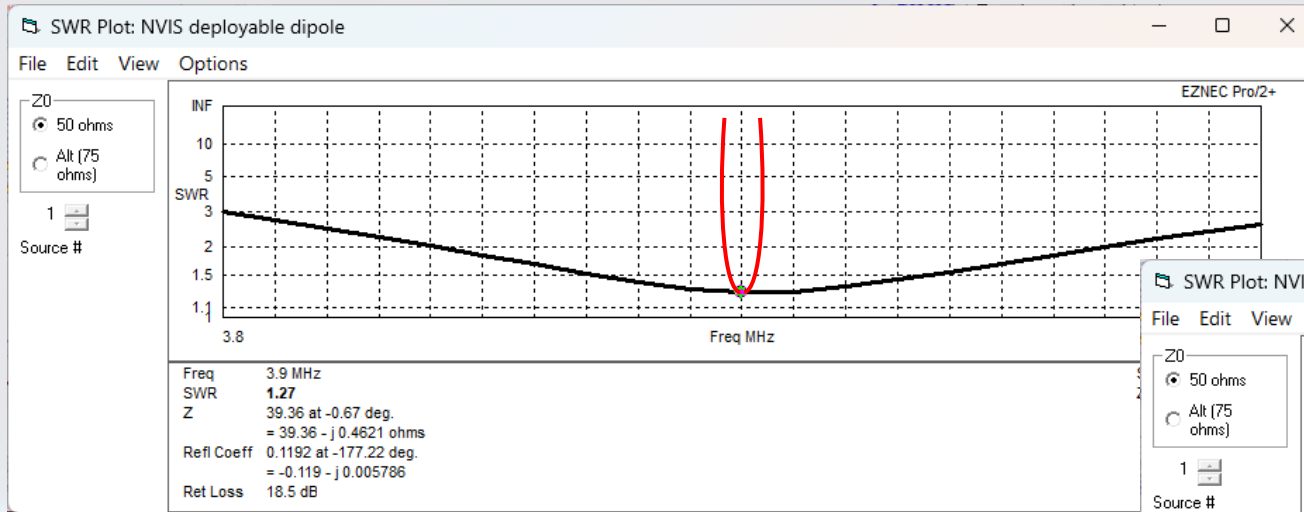 SWR Plot: NVIS deployable dipole
File Edit View Options
Z0
50 ohms
Alt (75
ohms)
1
Source #
EZNEC Pro/2+
INF
10
5
SWR
3
2
1.5
1.1
3.8
Freq MHz
Freq 3.9 MHz
SWR 1.27
Z 39.36 at -0.67 deg.
= 39.36 - j 0.4621 ohms
Refl Coeff 0.1192 at -177.22 deg.
= -0.119 - j 0.005786
Ret Loss 18.5 dB
SWR Plot: NVI
File Edit View
Z0
50 ohms
Alt (75
ohms)
1
Source #